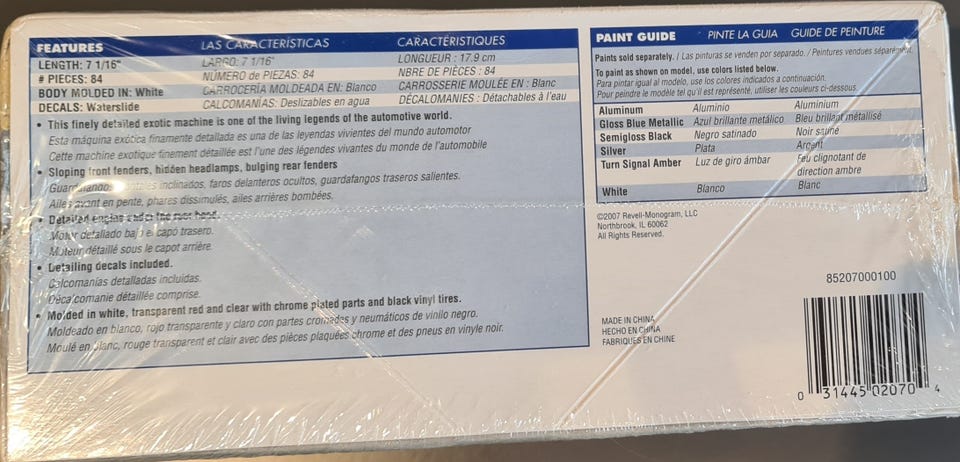 FEATURES LAS CARACTERÍSTICAS CARACTÉRISTIQUES
LENGTH: 7 1/16" LARGO: 7 1/16" LONGUEUR : 17.9 cm
# PIECES: 84 NÚMERO de PIEZAS: 84 NBRE DE PIÈCES : 84
BODY MOLDED IN: White CARROCERÍA MOLDEADA EN: Blanco CARROSSERIE MOULÉE EN : Blanc
DECALS: Waterslide CALCOMANÍAS: Deslizables en agua DÉCALOMANIES : Détachables à l'eau
• This finely detailed exotic machine is one of the living legends of the automotive world.
Esta máquina exótica finamente detallada es una de las leyendas vivientes del mundo automotor
Cette machine exotique finement détaillée est l'une des légendes vivantes du monde de l'automobile
• Sloping front fenders, hidden headlamps, bulging rear fenders
inclinados, faros delanteros ocultos, guardafangos traseros salientes.
Ailes avant en pente, phares dissimulés, ailes arrières bombées.
• Detailed engine under the rear hood.
Motor detallado bajo el capó trasero.
Moteur détaillé sous le capot arrière.
• Detailing decals included.
Calcomanías detalladas incluidas.
Décalcomanie détaillée comprise.
• Molded in white, transparent red and clear with chrome plated parts and black vinyl tires.
Moldeado en blanco, rojo transparente y claro con partes cromadas y neumáticos de vinilo negro.
Moulé en blanc, rouge transparent et clair avec des pièces plaquées chrome et des pneus en vinyle noir.
PAINT GUIDE PINTE LA GUIA GUIDE DE PEINTURE
Paints sold separately. / Las pinturas se venden por separado. / Peintures vendues séparément.
To paint as shown on model, use colors listed below.
Para pintar igual al modelo, use los colores indicados a continuación.
Pour peindre le modèle tel qu'il est représenté, utiliser les couleurs ci-dessous.
Aluminum Aluminio Aluminium
Gloss Blue Metallic Azul brillante metálico Bleu brillant métallisé
Semigloss Black Negro satinado Noir satiné
Silver Plata Argent
Turn Signal Amber Luz de giro ámbar Feu clignotant de
direction ambre
White Blanco Blanc
©2007 Revell-Monogram, LLC
Northbrook, IL 60062
All Rights Reserved.
85207000100
MADE IN CHINA
HECHO EN CHINA
FABRIQUÉS EN CHINE
0 31445 02070 4